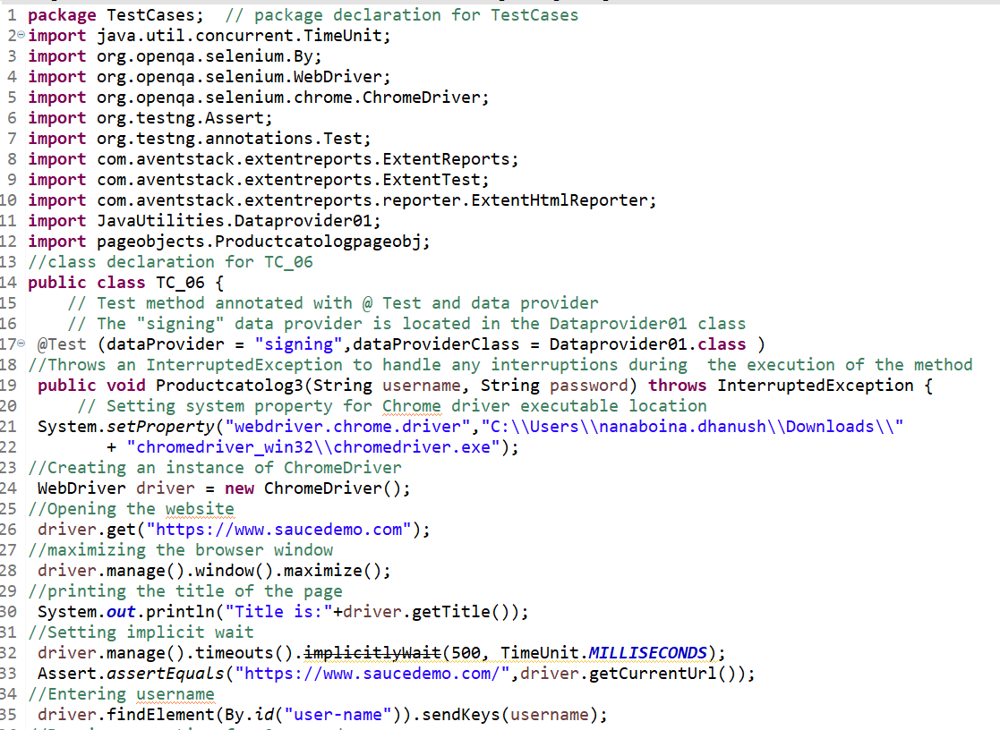 1 package TestCases;  // package declaration for TestCases
2 import java.util.concurrent.TimeUnit;
3 import org.openqa.selenium.By;
4 import org.openqa.selenium.WebDriver;
5 import org.openqa.selenium.chrome.ChromeDriver;
6 import org.testng.Assert;
7 import org.testng.annotations.Test;
8 import com.aventstack.extentreports.ExtentReports;
9 import com.aventstack.extentreports.ExtentTest;
10 import com.aventstack.extentreports.reporter.ExtentHtmlReporter;
11 import JavaUtilities.Dataprovider01;
12 import pageobjects.Productcatologpageobj;
13 //class declaration for TC_06
14 public class TC_06 {
15     // Test method annotated with @ Test and data provider
16     // The "signing" data provider is located in the Dataprovider01 class
17  @Test (dataProvider = "signing",dataProviderClass = Dataprovider01.class )
18 //Throws an InterruptedException to handle any interruptions during  the execution of the method
19  public void Productcatolog3(String username, String password) throws InterruptedException {
20      // Setting system property for Chrome driver executable location
21  System.setProperty("webdriver.chrome.driver","C:\\Users\\nanaboina.dhanush\\Downloads\\"
22         + "chromedriver_win32\\chromedriver.exe");
23 //Creating an instance of ChromeDriver
24  WebDriver driver = new ChromeDriver();
25 //Opening the website
26  driver.get("https://www.saucedemo.com");
27 //maximizing the browser window
28  driver.manage().window().maximize();
29 //printing the title of the page
30  System.out.println("Title is:"+driver.getTitle());
31 //Setting implicit wait
32  driver.manage().timeouts().implicitlyWait(500, TimeUnit.MILLISECONDS);
33  Assert.assertEquals("https://www.saucedemo.com/",driver.getCurrentUrl());
34 //Entering username
35  driver.findElement(By.id("user-name")).sendKeys(username);